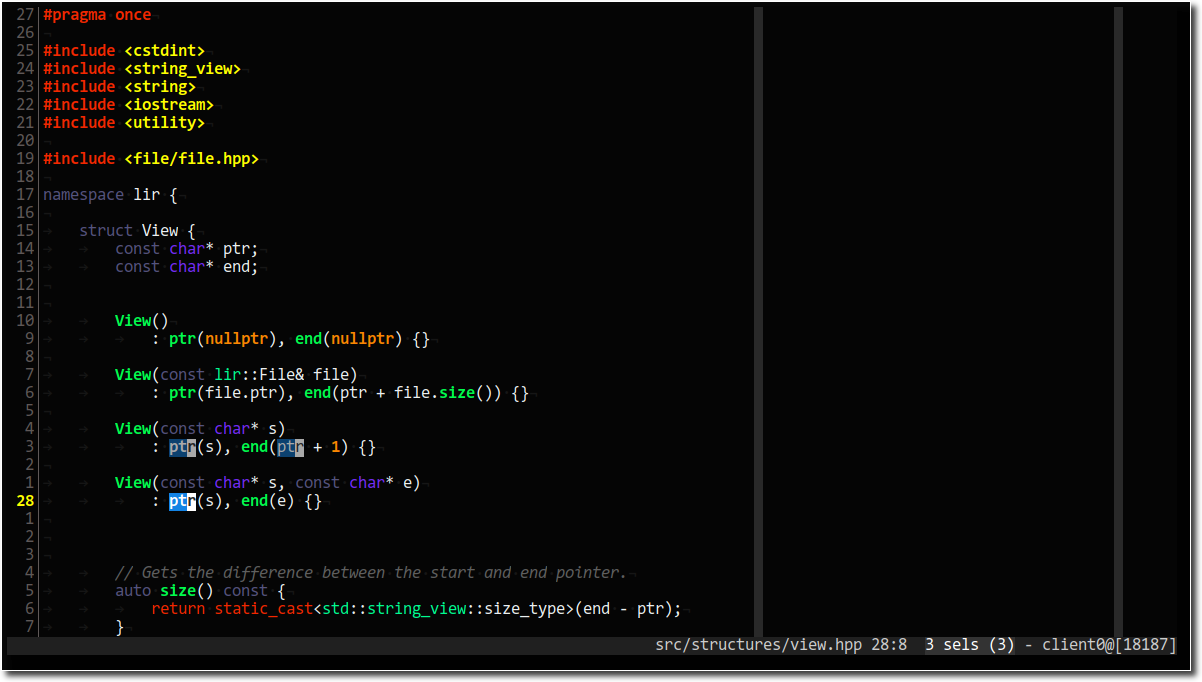 27 #pragma once
26
25 #include <cstdint>
24 #include <string_view>
23 #include <string>
22 #include <iostream>
21 #include <utility>
20
19 #include <file/file.hpp>
18
17 namespace lir {
16
15     struct View {
14         const char* ptr;
13         const char* end;
12
11
10         View()
9             : ptr(nullptr), end(nullptr) {}
8
7         View(const lir::File& file)
6             : ptr(file.ptr), end(ptr + file.size()) {}
5
4         View(const char* s)
3             : ptr(s), end(ptr + 1) {}
2
1         View(const char* s, const char* e)
28             : ptr(s), end(e) {}
1
2
3
4         // Gets the difference between the start and end pointer.
5         auto size() const {
6             return static_cast<std::string_view::size_type>(end - ptr);
7         }
src/structures/view.hpp 28:8  3 sels (3) - client0@[18187]